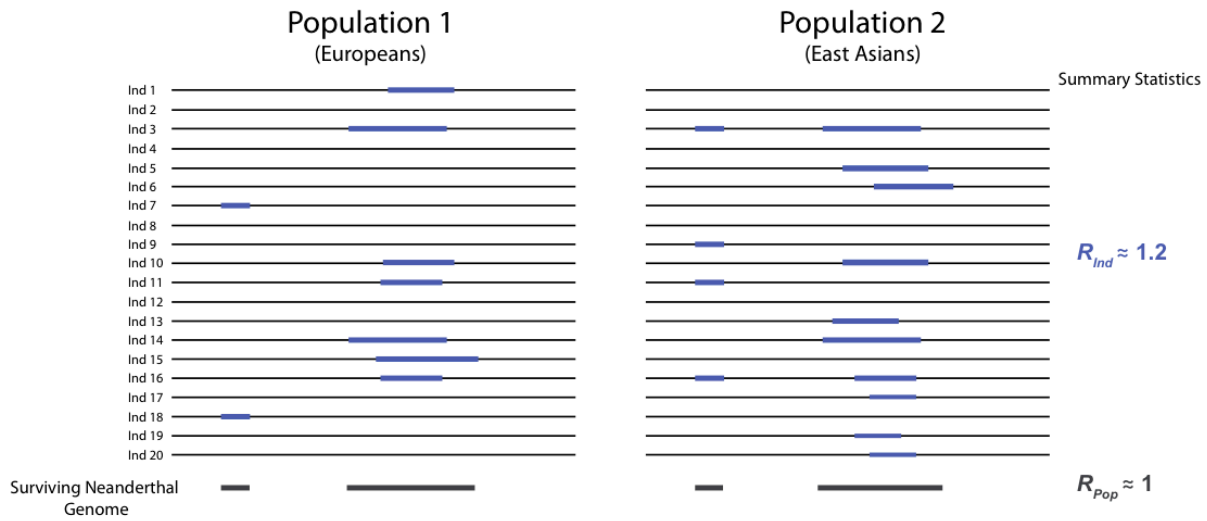 Population 1
(Europeans)
Population 2
(East Asians)
Summary Statistics
Ind 1
Ind 2
Ind 3
Ind 4
Ind 5
Ind 6
Ind 7
Ind 8
Ind 9
Ind 10
Ind 11
Ind 12
Ind 13
Ind 14
Ind 15
Ind 16
Ind 17
Ind 18
Ind 19
Ind 20
R_Ind ≈ 1.2
Surviving Neanderthal
Genome
R_Pop ≈ 1